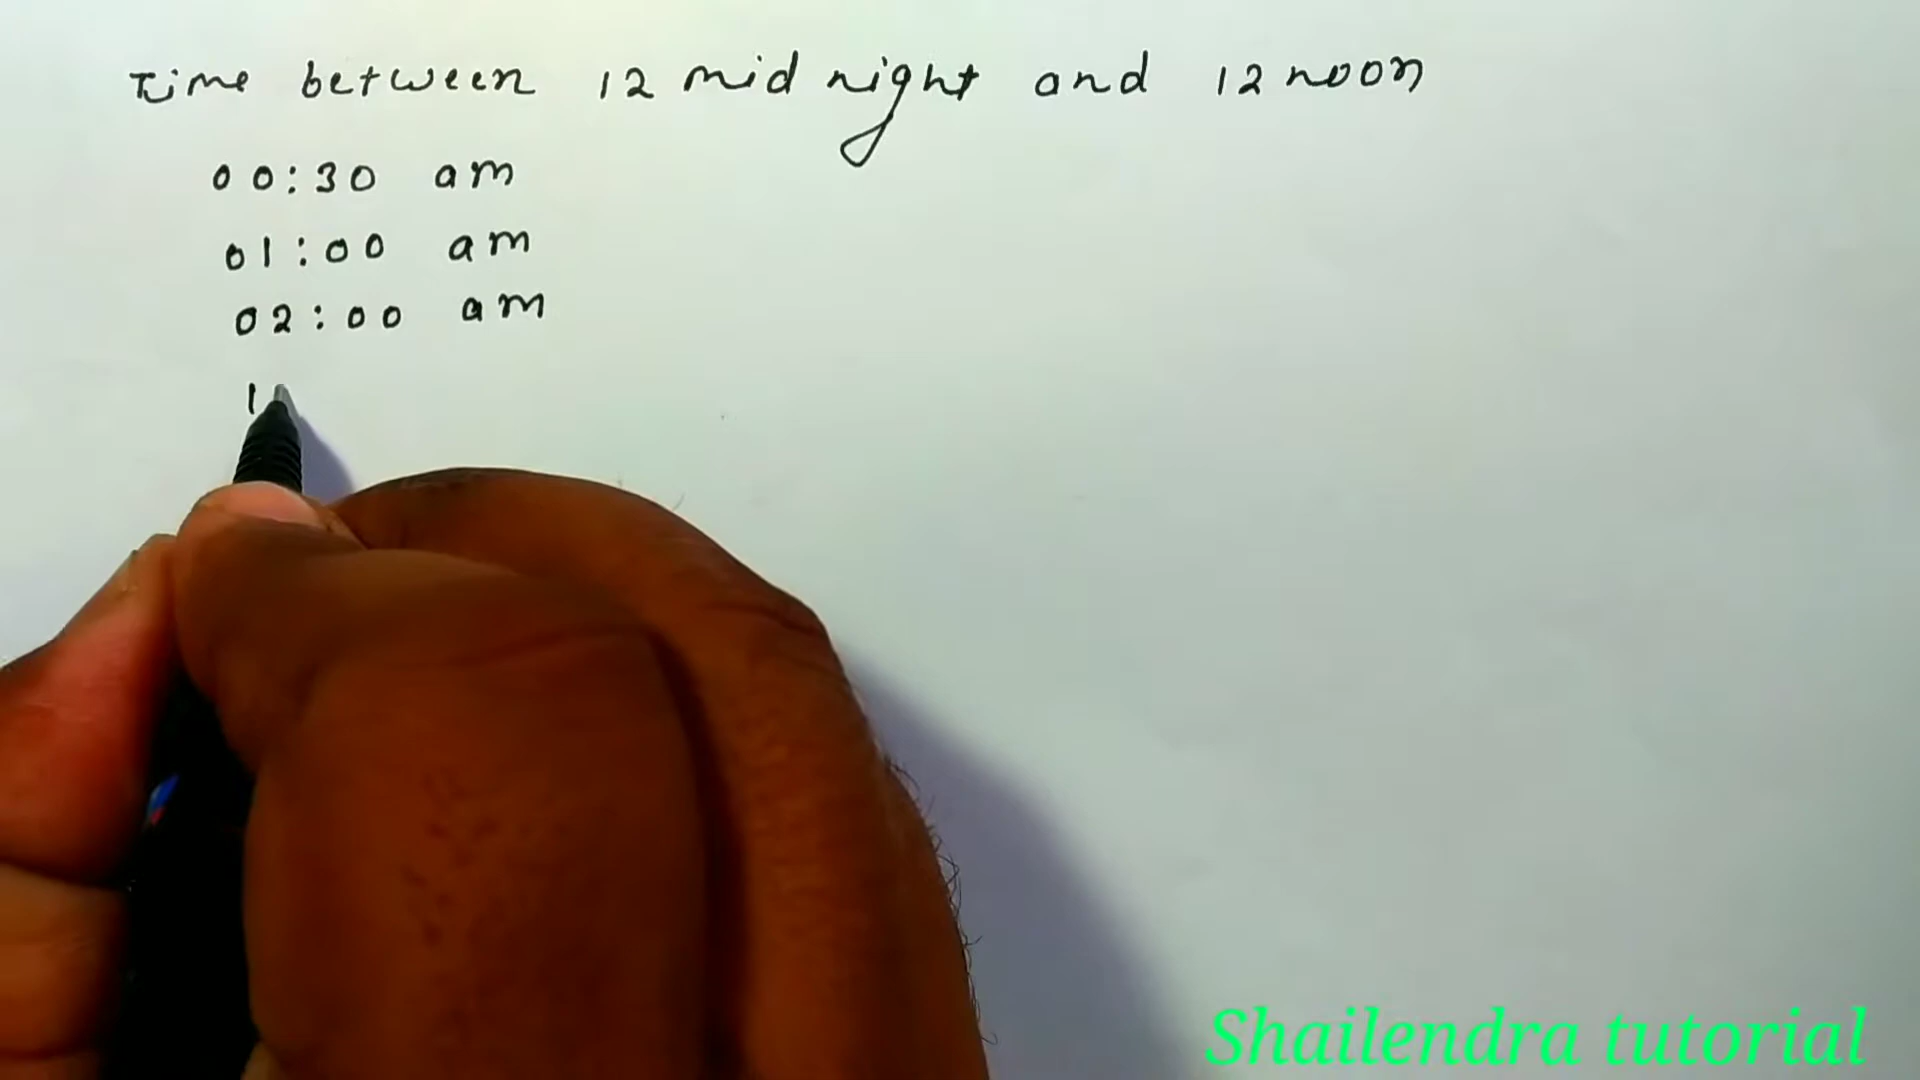 Time between 12 mid night and 12 noon
00:30 am
01:00 am
02:00 am
1
Shailendra tutorial